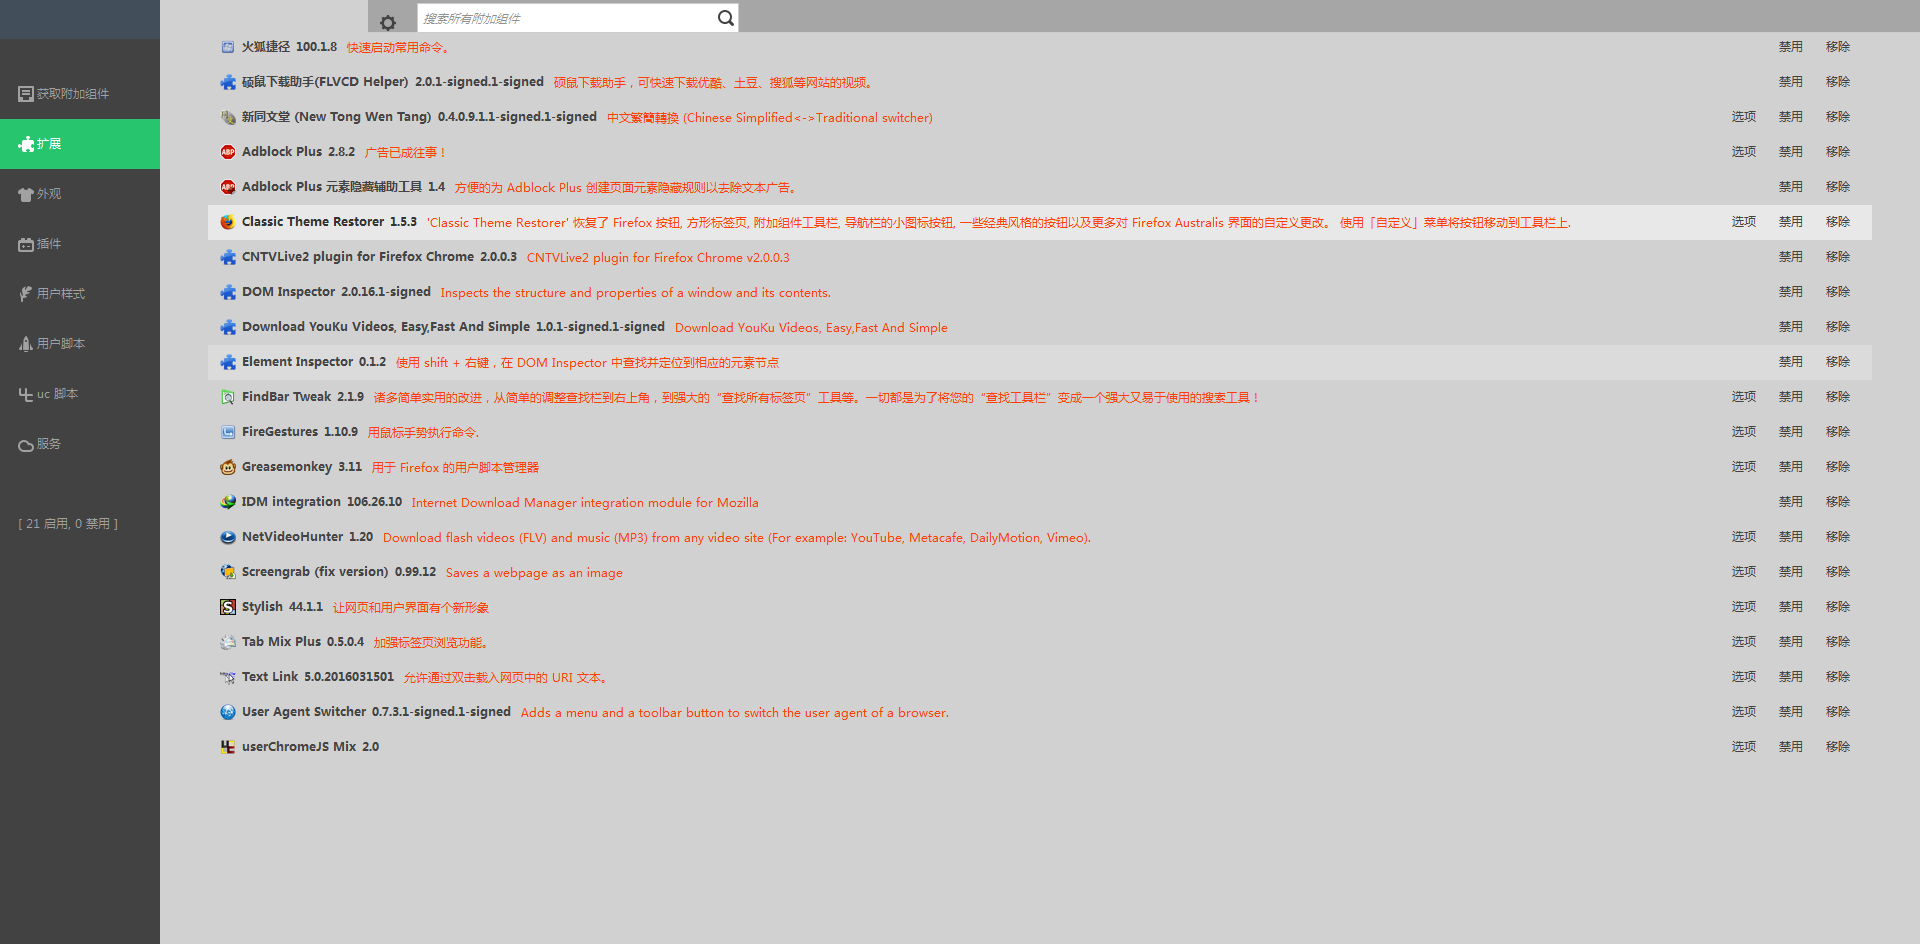 搜索所有附加组件
获取附加组件
扩展
外观
插件
用户样式
用户脚本
uc 脚本
服务
[ 21 启用, 0 禁用 ]
火狐捷径 100.1.8 快速启动常用命令。 禁用 移除
硕鼠下载助手(FLVCD Helper) 2.0.1-signed.1-signed 硕鼠下载助手，可快速下载优酷、土豆、搜狐等网站的视频。 禁用 移除
新同文堂 (New Tong Wen Tang) 0.4.0.9.1.1-signed.1-signed 中文繁簡轉換 (Chinese Simplified<->Traditional switcher) 选项 禁用 移除
ABP Adblock Plus 2.8.2 广告已成往事！ 选项 禁用 移除
ABP Adblock Plus 元素隐藏辅助工具 1.4 方便的为 Adblock Plus 创建页面元素隐藏规则以去除文本广告。 禁用 移除
Classic Theme Restorer 1.5.3 'Classic Theme Restorer' 恢复了 Firefox 按钮, 方形标签页, 附加组件工具栏, 导航栏的小图标按钮, 一些经典风格的按钮以及更多对 Firefox Australis 界面的自定义更改。 使用「自定义」菜单将按钮移动到工具栏上. 选项 禁用 移除
CNTVLive2 plugin for Firefox Chrome 2.0.0.3 CNTVLive2 plugin for Firefox Chrome v2.0.0.3 禁用 移除
DOM Inspector 2.0.16.1-signed Inspects the structure and properties of a window and its contents. 禁用 移除
Download YouKu Videos, Easy,Fast And Simple 1.0.1-signed.1-signed Download YouKu Videos, Easy,Fast And Simple 禁用 移除
Element Inspector 0.1.2 使用 shift + 右键，在 DOM Inspector 中查找并定位到相应的元素节点 禁用 移除
FindBar Tweak 2.1.9 诸多简单实用的改进，从简单的调整查找栏到右上角，到强大的“查找所有标签页”工具等。一切都是为了将您的“查找工具栏”变成一个强大又易于使用的搜索工具！ 选项 禁用 移除
FireGestures 1.10.9 用鼠标手势执行命令. 选项 禁用 移除
Greasemonkey 3.11 用于 Firefox 的用户脚本管理器 选项 禁用 移除
IDM integration 106.26.10 Internet Download Manager integration module for Mozilla 禁用 移除
NetVideoHunter 1.20 Download flash videos (FLV) and music (MP3) from any video site (For example: YouTube, Metacafe, DailyMotion, Vimeo). 选项 禁用 移除
Screengrab (fix version) 0.99.12 Saves a webpage as an image 选项 禁用 移除
S Stylish 44.1.1 让网页和用户界面有个新形象 选项 禁用 移除
Tab Mix Plus 0.5.0.4 加强标签页浏览功能。 选项 禁用 移除
Text Link 5.0.2016031501 允许通过双击载入网页中的 URI 文本。 选项 禁用 移除
User Agent Switcher 0.7.3.1-signed.1-signed Adds a menu and a toolbar button to switch the user agent of a browser. 选项 禁用 移除
userChromeJS Mix 2.0 选项 禁用 移除